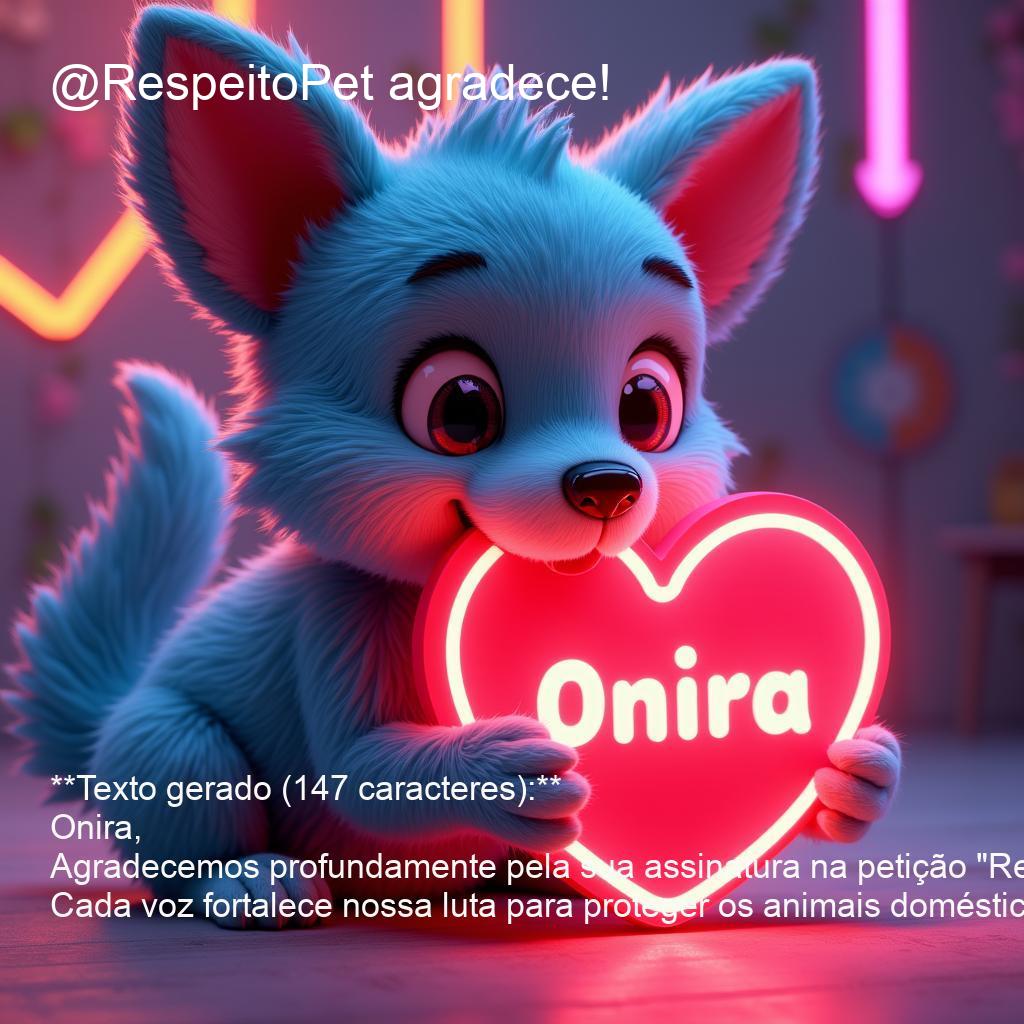 @RespeitoPet agradece!
Onira
**Texto gerado (147 caracteres):**
Onira,
Agradecemos profundamente pela sua assinatura na petição "Re
Cada voz fortalece nossa luta para proteger os animais doméstic